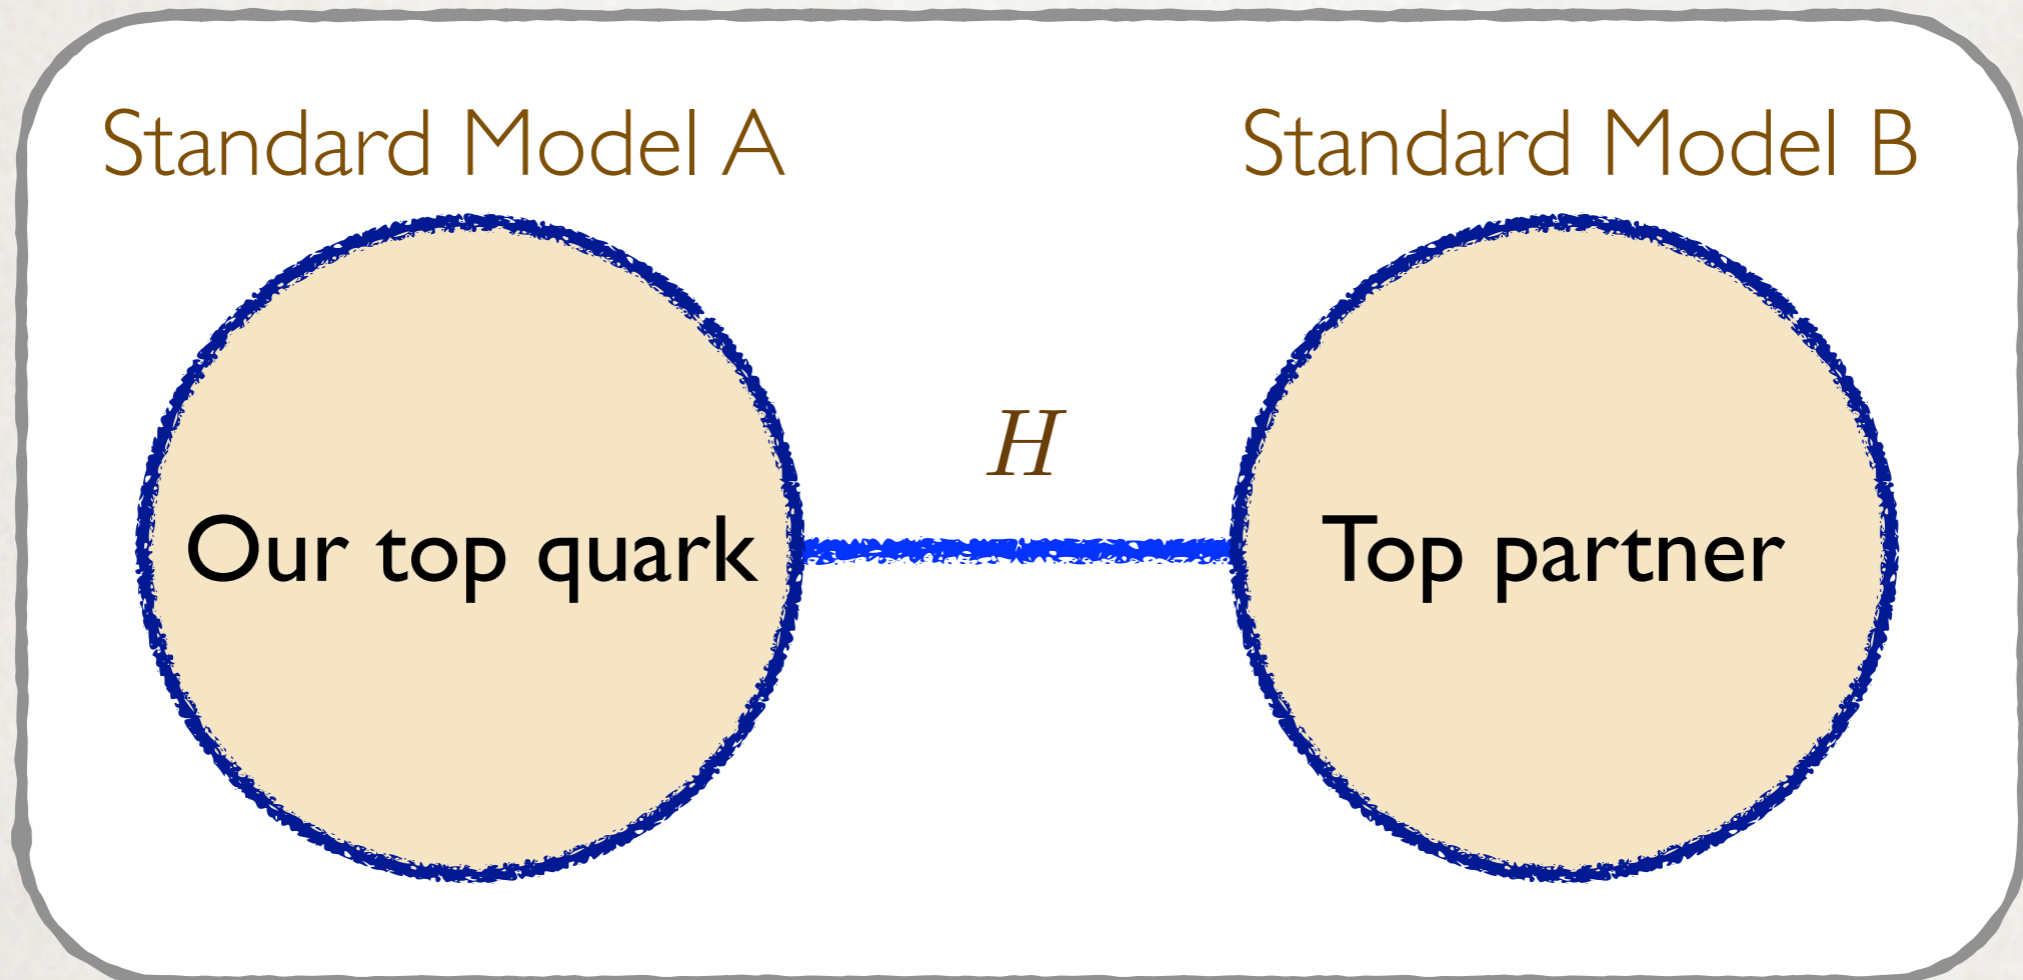 Standard Model A
Standard Model B
H
Our top quark
Top partner